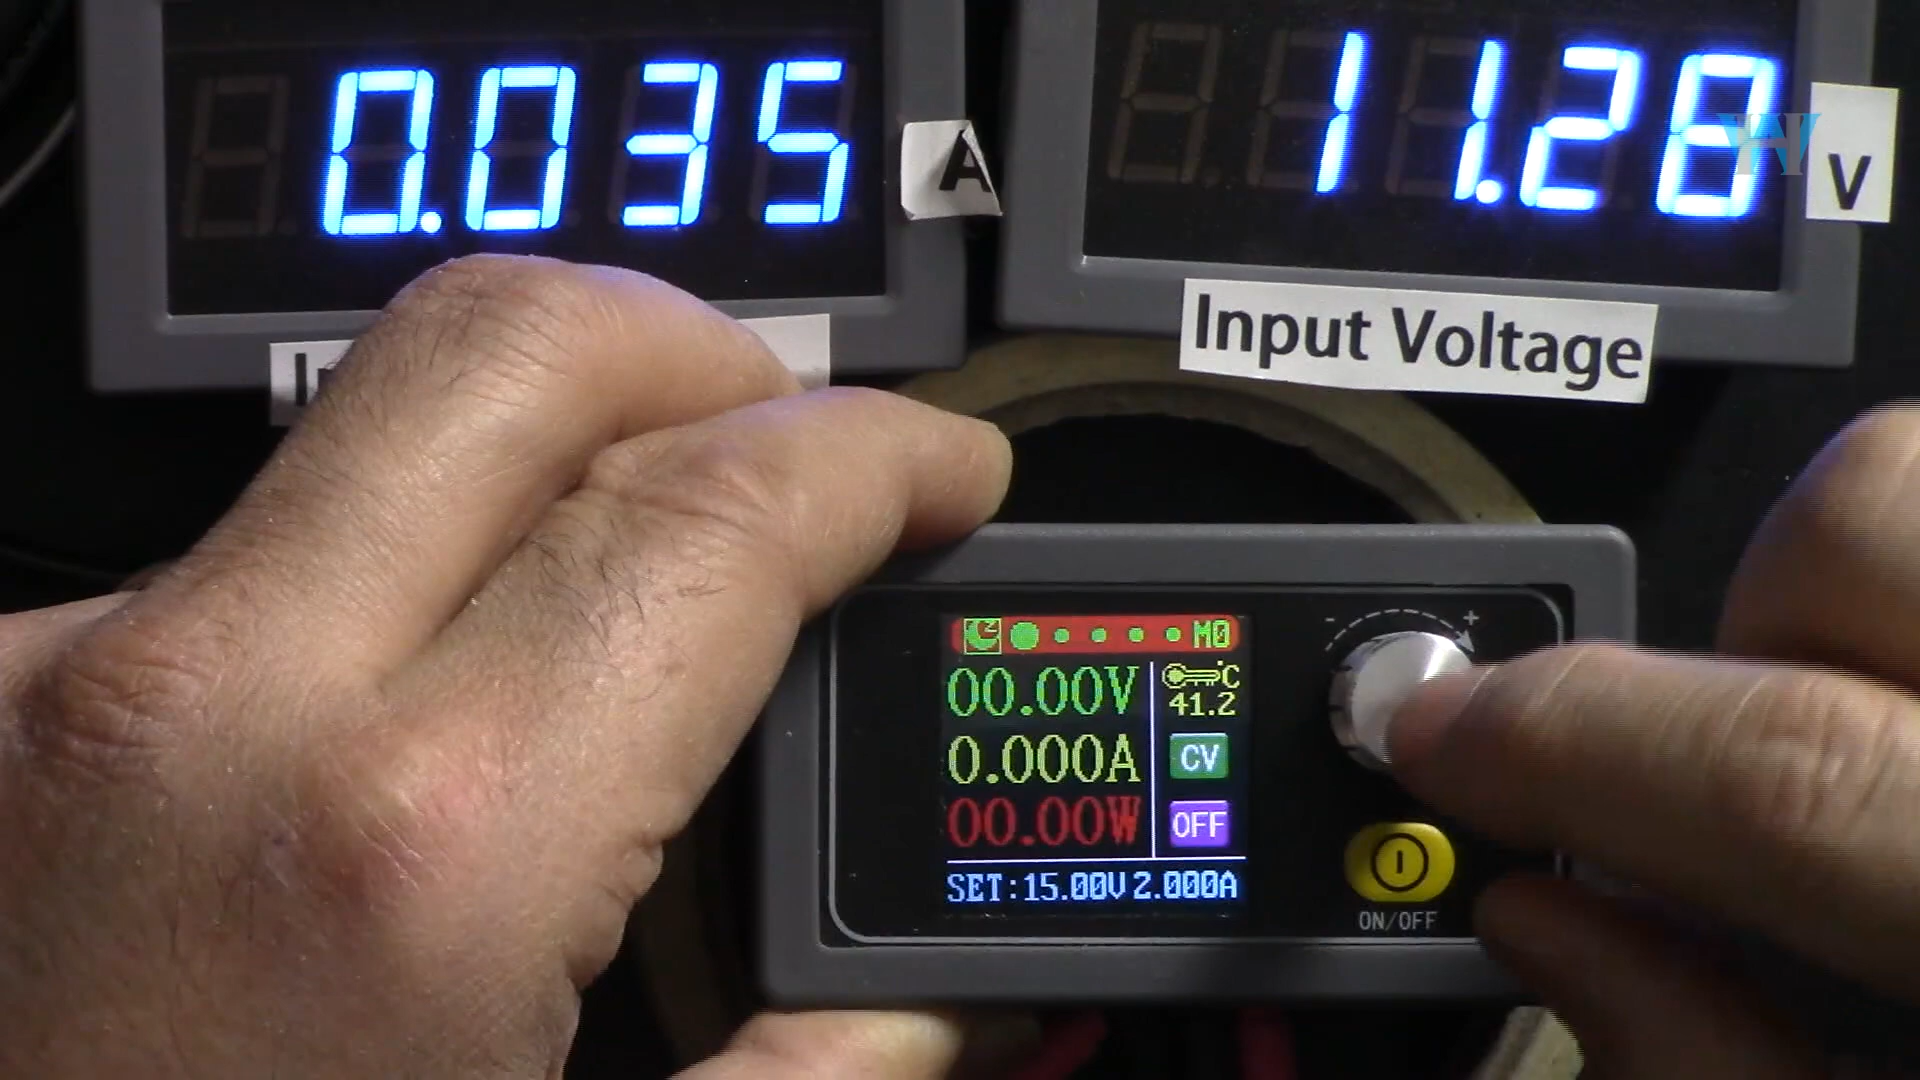 0.035 A
11.28 V
Input Voltage
- +
M0
00.00V
°C
41.2
0.000A
CV
00.00W
OFF
SET:15.00V 2.000A
ON/OFF